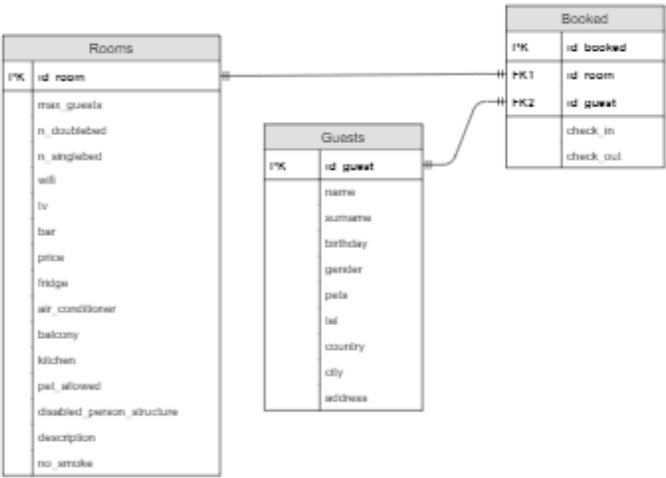 Rooms
PK id_room
max_guests
n_doublebed
n_singlebed
wifi
tv
bar
price
fridge
air_conditioner
balcony
kitchen
pet_allowed
disabled_person_structure
description
no_smoke
Guests
PK id_guest
name
surname
birthday
gender
pets
tel
country
city
address
Booked
PK id_booked
FK1 id_room
FK2 id_guest
check_in
check_out